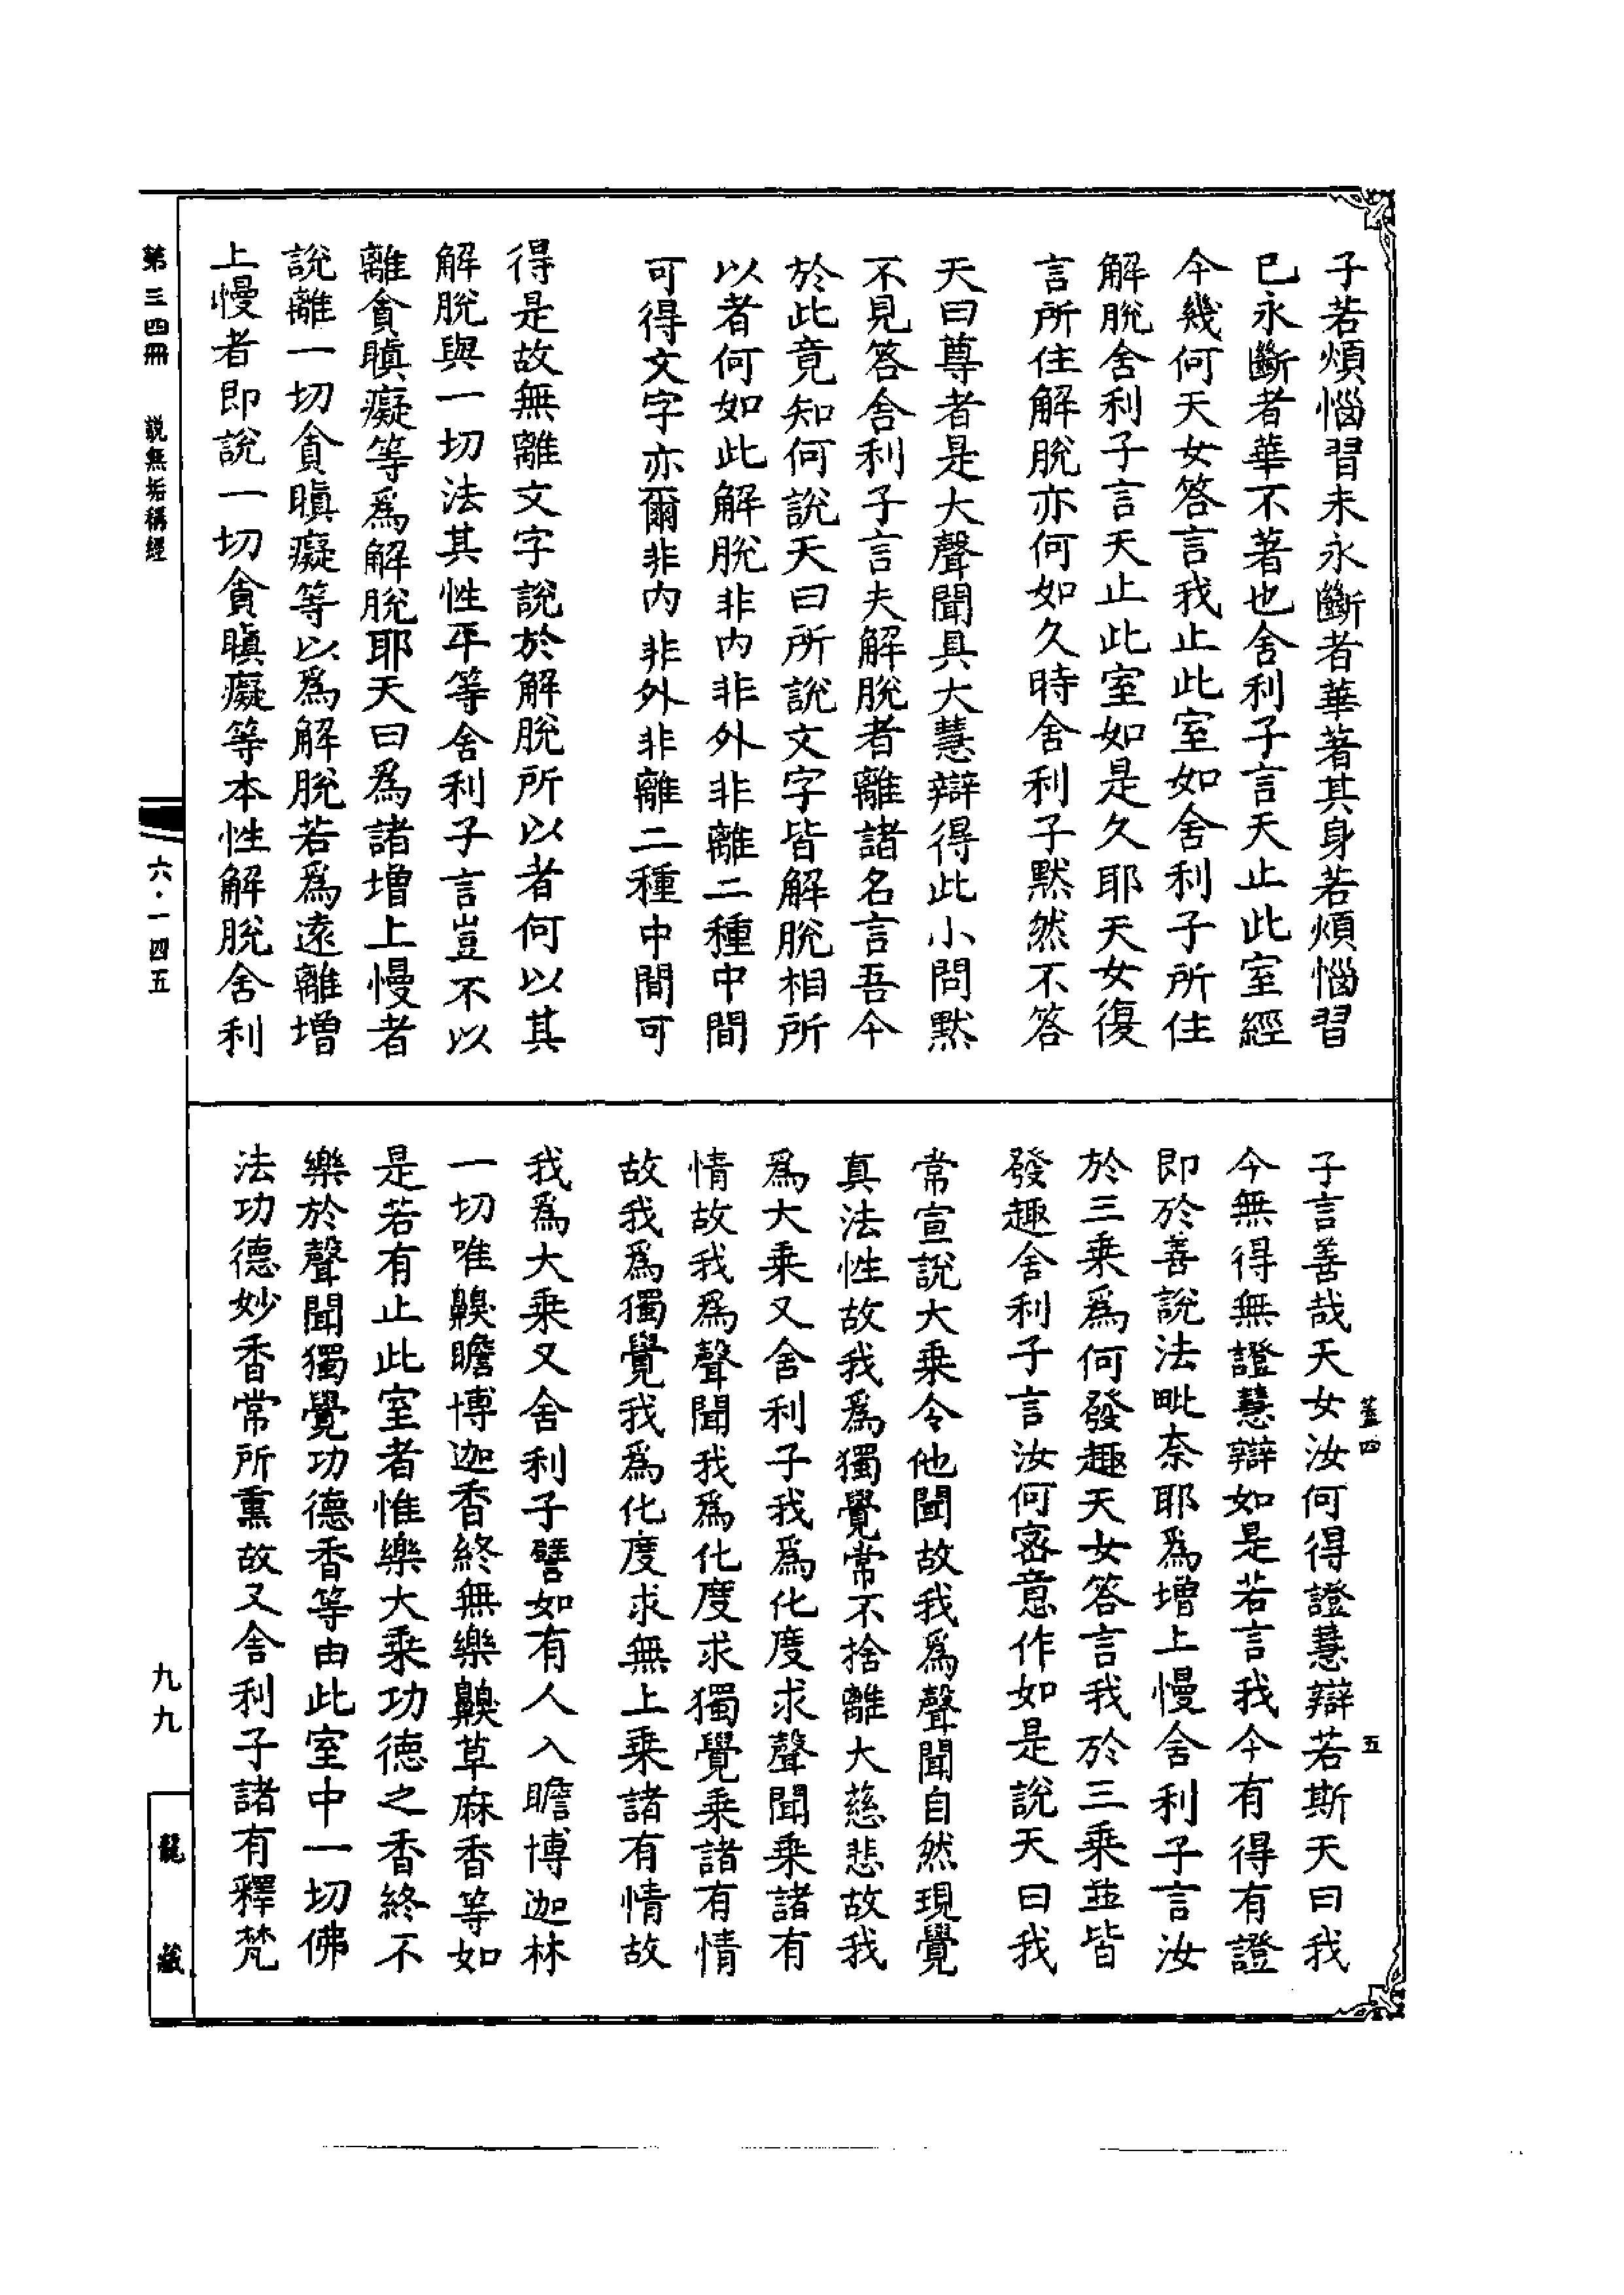 子若煩惱習未永斷者華著其身若煩惱習
已永斷者華不著也舍利子言天止此室經
今幾何天女答言我止此室如舍利子所住
解脫舍利子言天止此室如是久耶天女復
言所住解脫亦何如久時舍利子默然不答
天曰尊者是大聲聞具大慧辯得此小問默
不見答舍利子言夫解脫者離諸名言吾今
於此竟知何說天曰所說文字皆解脫相所
以者何如此解脫非內非外非離二種中間
可得文字亦爾非內非外非離二種中間可
得是故無離文字說於解脫所以者何以其
解脫與一切法其性平等舍利子言豈不以
離貪瞋癡等為解脫耶天曰為諸增上慢者
說離一切貪瞋癡等以為解脫若為遠離增
上慢者即說一切貪瞋癡等本性解脫舍利
子言善哉天女汝何得證慧辯若斯天曰我
今無得無證慧辯如是若言我今有得有證
即於善說法毗奈耶為增上慢舍利子言汝
於三乘為何發趣天女答言我於三乘並皆
發趣舍利子言汝何密意作如是說天曰我
常宣說大乘令他聞故我為聲聞自然現覺
真法性故我為獨覺常不捨離大慈悲故我
為大乘又舍利子我為化度求聲聞乘諸有
情故我為聲聞我為化度求獨覺乘諸有情
故我為獨覺我為化度求無上乘諸有情故
我為大乘又舍利子譬如有人入瞻博迦林
一切唯齅瞻博迦香終無樂齅草麻香等如
是若有止此室者惟樂大乘功德之香終不
樂於聲聞獨覺功德香等由此室中一切佛
法功德妙香常所熏故又舍利子諸有釋梵
蓋四
五
第三四冊 說無垢稱經
六·一四五
九九
龍藏